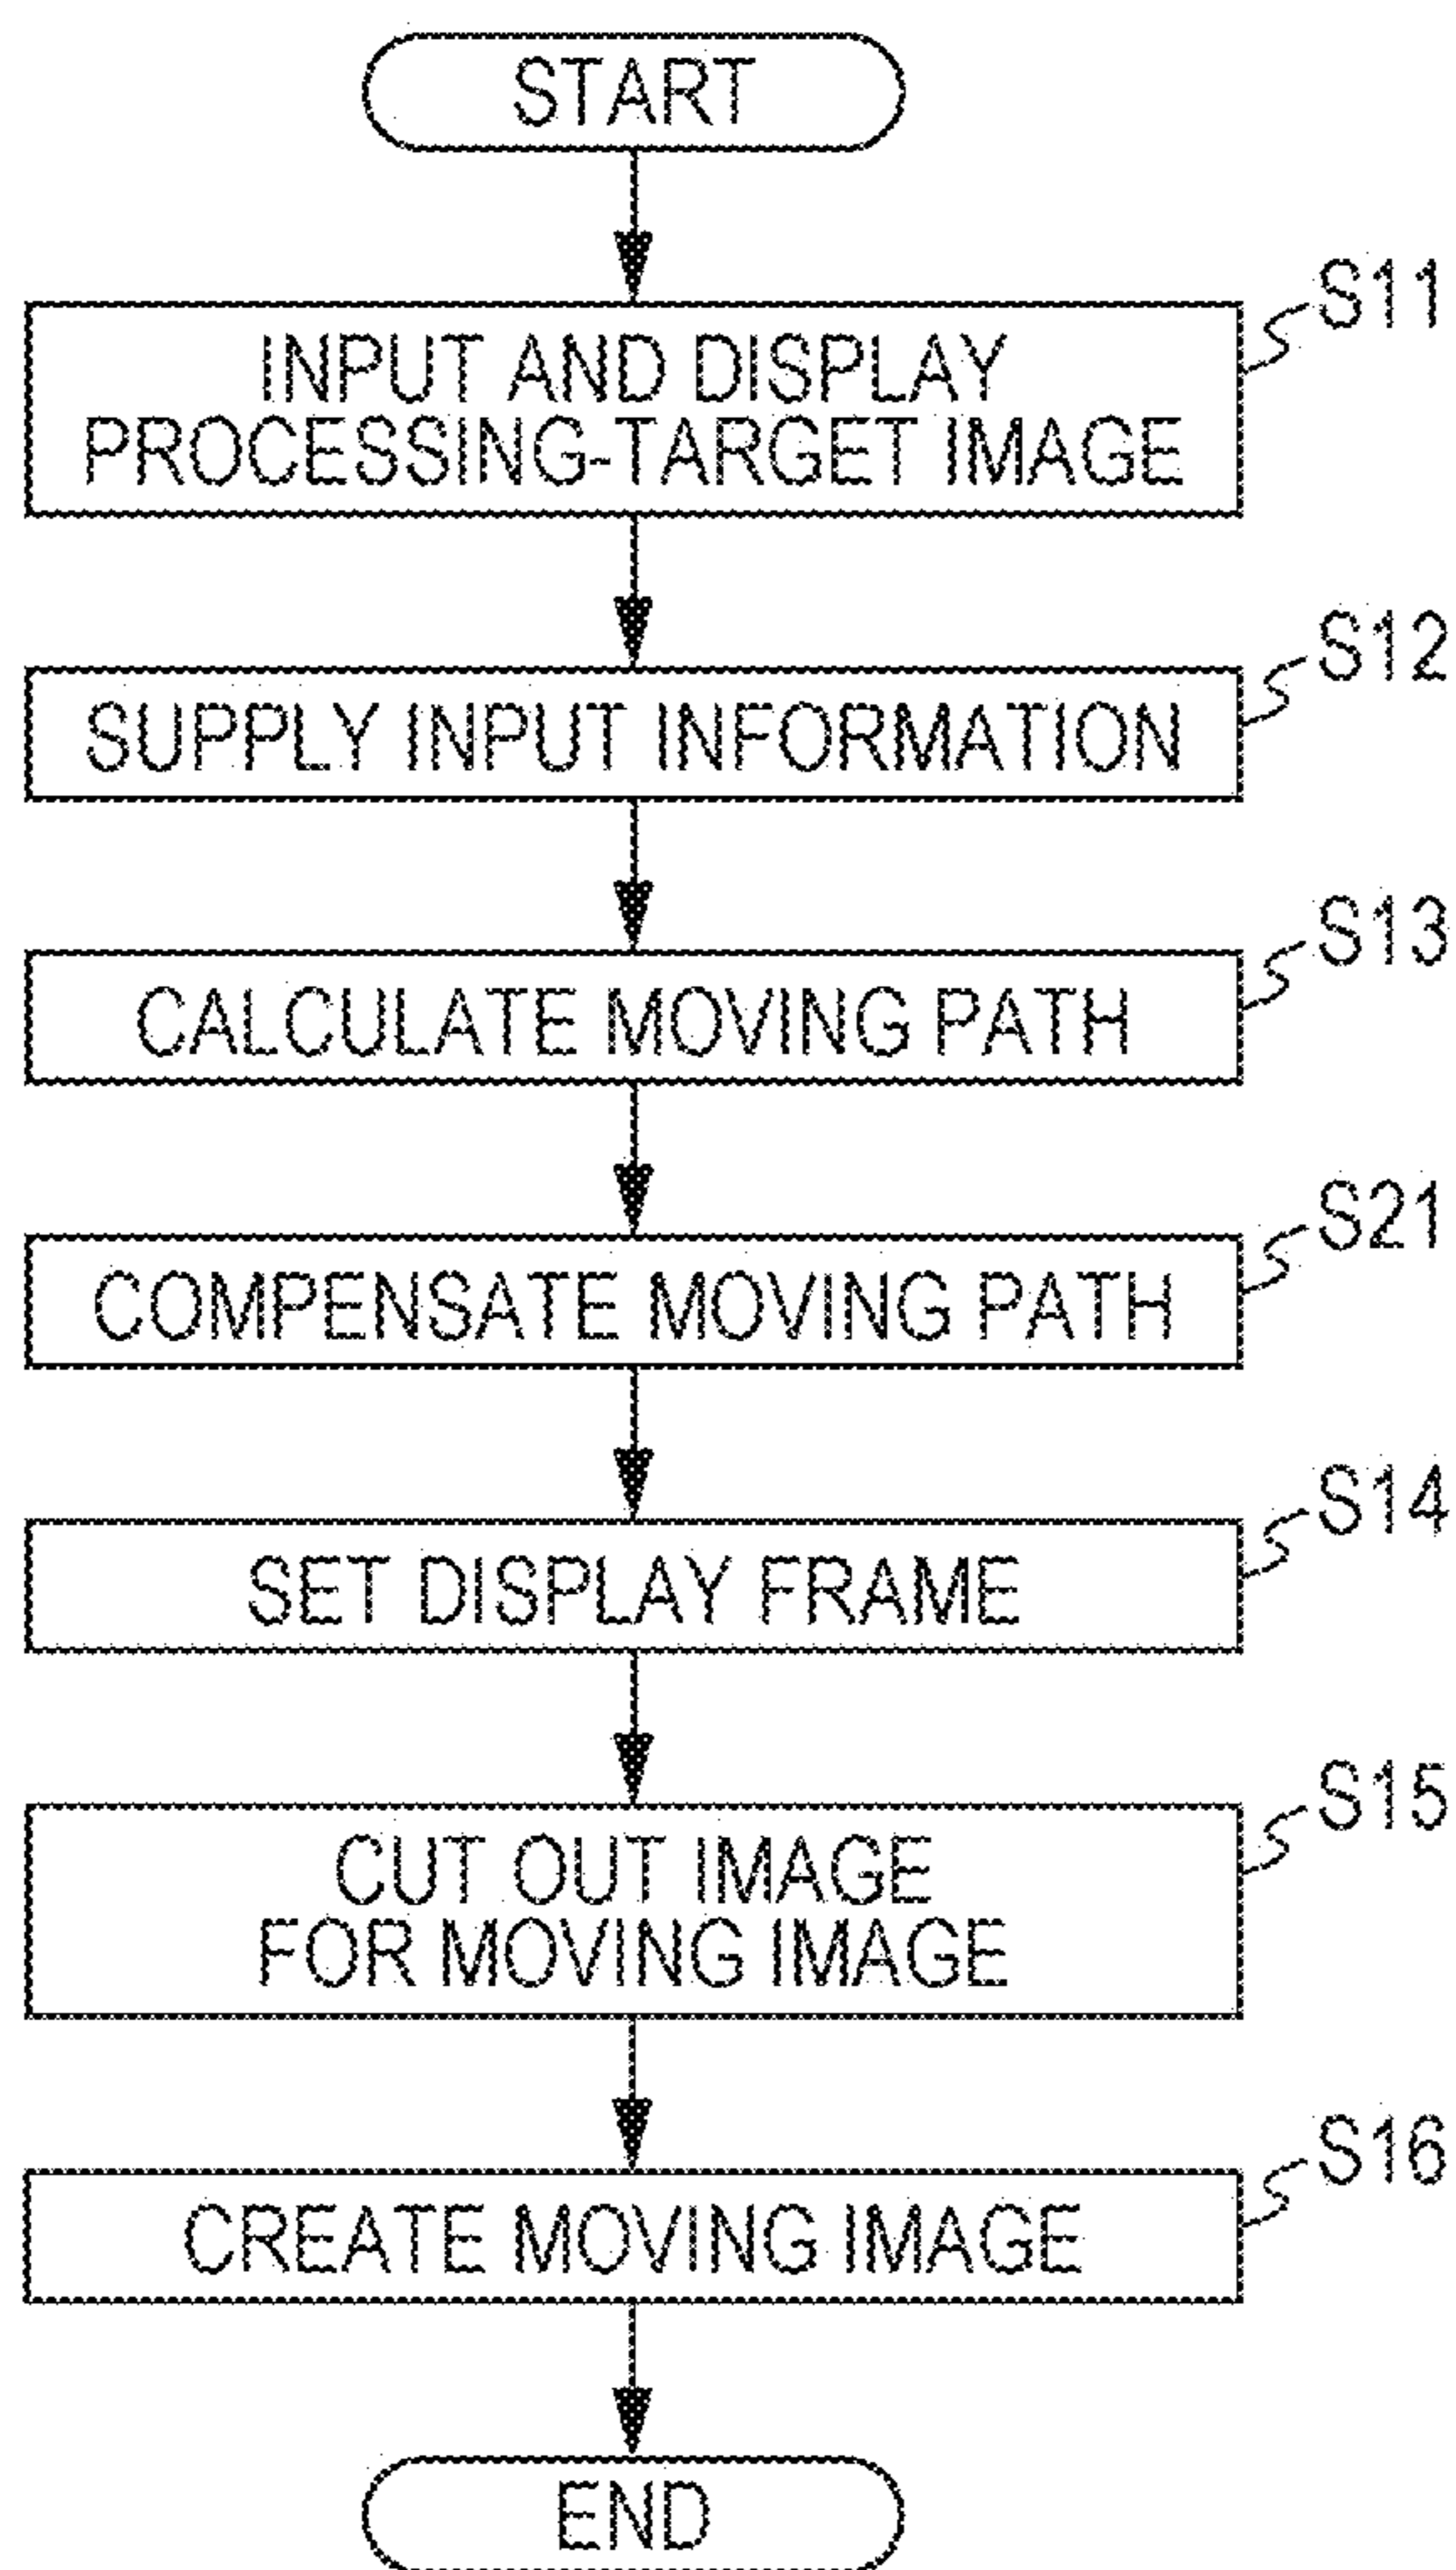 START
S11
INPUT AND DISPLAY
PROCESSING-TARGET IMAGE
S12
SUPPLY INPUT INFORMATION
S13
CALCULATE MOVING PATH
S21
COMPENSATE MOVING PATH
S14
SET DISPLAY FRAME
S15
CUT OUT IMAGE
FOR MOVING IMAGE
S16
CREATE MOVING IMAGE
END